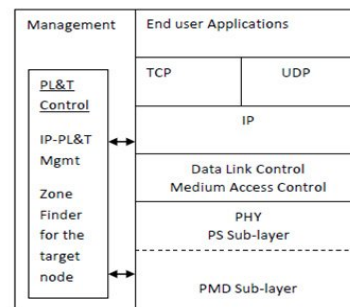 Management
PL&T
Control
IP-PL&T
Mgmt
Zone
Finder
for the
target
node
End user Applications
TCP UDP
IP
Data Link Control
Medium Access Control
PHY
PS Sub-layer
PMD Sub-layer